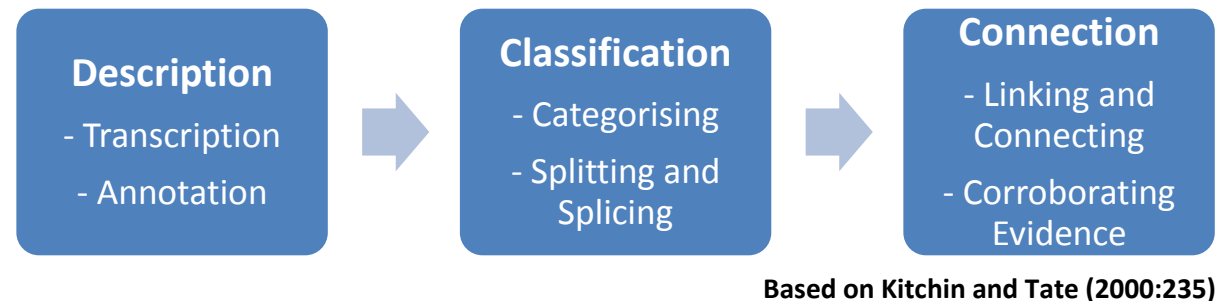 Description
- Transcription
- Annotation
Classification
- Categorising
- Splitting and
Splicing
Connection
- Linking and
Connecting
- Corroborating
Evidence
Based on Kitchin and Tate (2000:235)